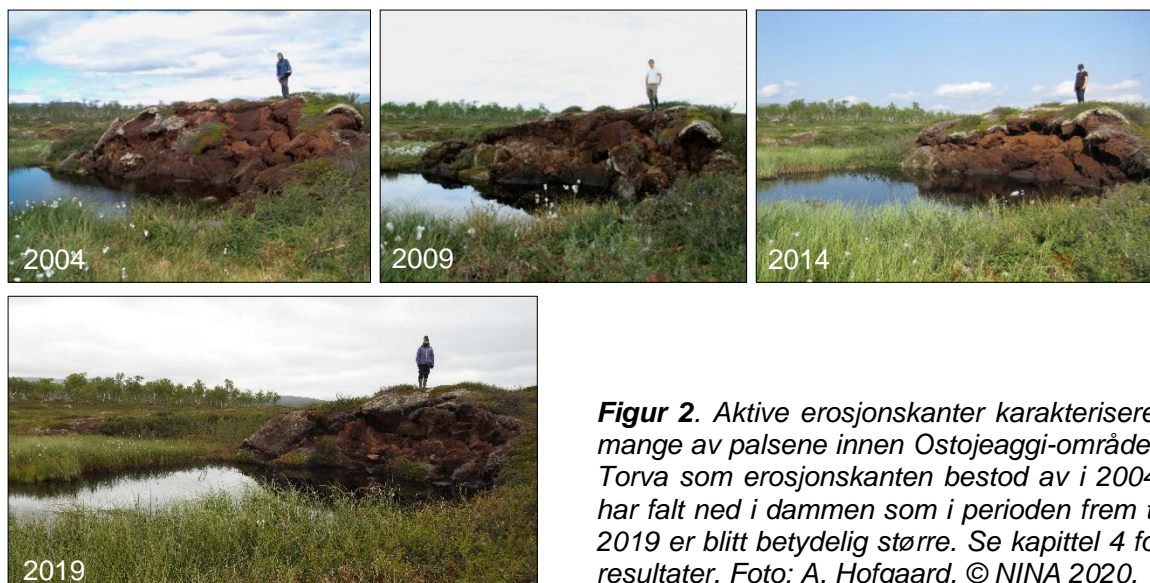 2004
2009
2014
2019
Figur 2. Aktive erosjonskanter karakterisere
mange av palsene innen Ostojeaggi-område
Torva som erosjonskanten bestod av i 2004
har falt ned i dammen som i perioden frem t
2019 er blitt betydelig større. Se kapittel 4 fo
resultater. Foto: A. Hofgaard. © NINA 2020.